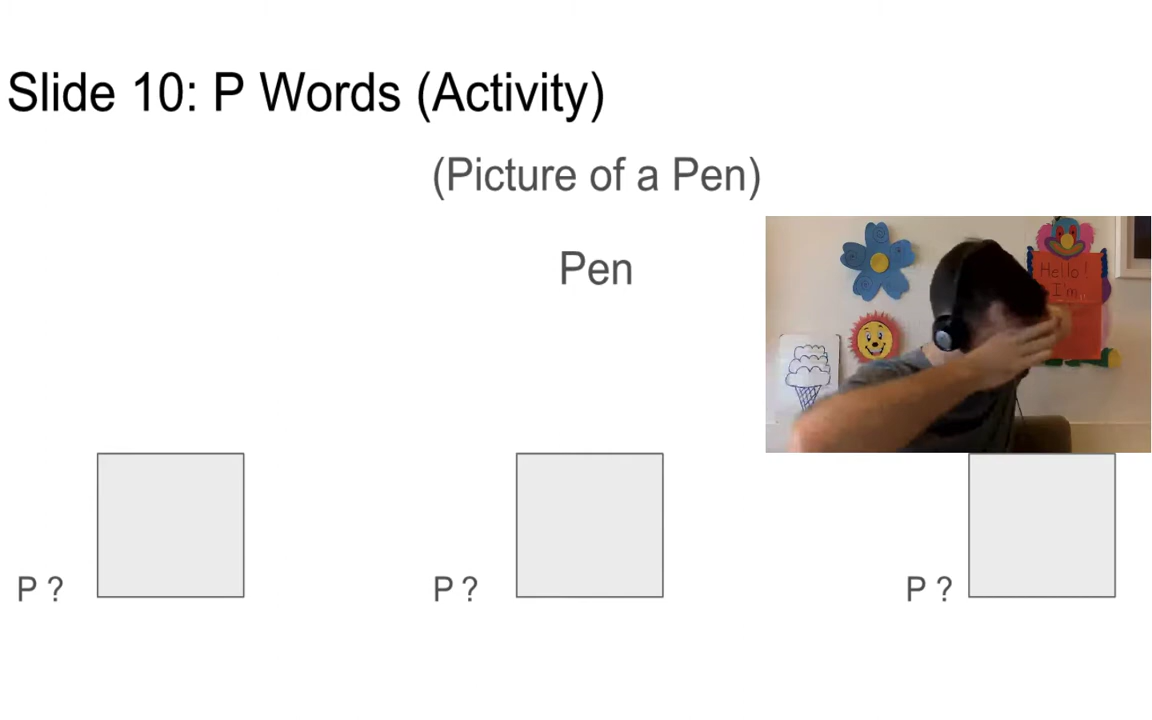 Slide 10: P Words (Activity)
(Picture of a Pen)
Pen
Hello!
I'm
P ?
P ?
P ?